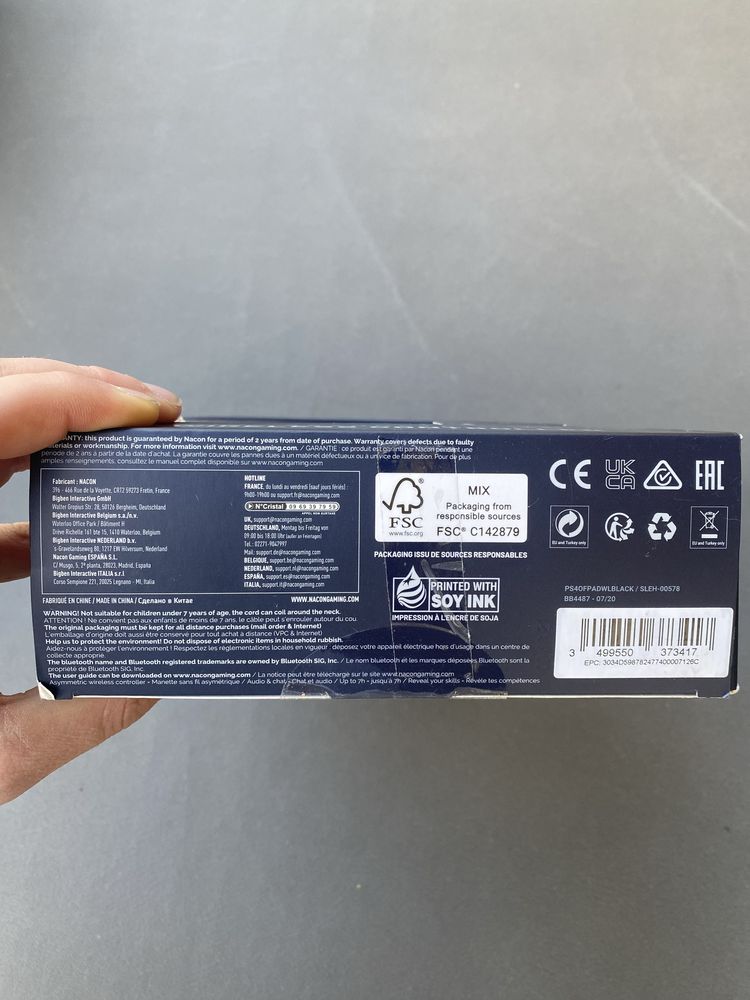 ANTY: this product is guaranteed by Nacon for a period of 2 years from date of purchase. Warranty covers defects due to faulty
erials or workmanship. For more information visit www.nacongaming.com. / GARANTIE : ce produit est garanti par Nacon pendant une
période de 2 ans à partir de la date d'achat. La garantie couvre les pannes dues à un matériel défectueux ou à un vice de fabrication. Pour de plus
amples renseignements, consultez le manuel complet disponible sur www.nacongaming.com
Fabricant : NACON
396 - 466 Rue de la Voyette, CRT2 59273 Fretin, France
Bigben Interactive GmbH
Walter Gropius Str. 28, 50126 Bergheim, Deutschland
Bigben Interactive Belgium s.a./n.v.
Waterloo Office Park / Bâtiment H
Drève Richelle 161 bte 15, 1410 Waterloo, Belgium
Bigben Interactive NEDERLAND b.v.
's-Gravelandseweg 80, 1217 EW Hilversum, Nederland
Nacon Gaming ESPAÑA S.L.
C/ Musgo, 5, 2ª planta, 28023, Madrid, España
Bigben Interactive ITALIA s.r.l
Corso Sempione 221, 20025 Legnano - MI, Italia
HOTLINE
FRANCE, du lundi au vendredi (sauf jours fériés) :
9h00-19h00 ou support.fr@nacongaming.com
N°Cristal 09 69 39 79 59
APPEL NON SURTAXE
UK, support@nacongaming.com
DEUTSCHLAND, Montag bis Freitag von
09:00 bis 18:00 Uhr (außer an Feiertagen)
Tel.: 02271-9047997
Mail: support.de@nacongaming.com
BELGIQUE, support.be@nacongaming.com
NEDERLAND, support.nl@nacongaming.com
ESPAÑA, support.es@nacongaming.com
ITALIA, support.it@nacongaming.com
FABRIQUÉ EN CHINE / MADE IN CHINA / Сделано в Китае
WWW.NACONGAMING.COM
WARNING! Not suitable for children under 7 years of age, the cord can coil around the neck.
ATTENTION ! Ne convient pas aux enfants de moins de 7 ans, le câble peut s'enrouler autour du cou.
The original packaging must be kept for all distance purchases (mail order & Internet)
L'emballage d'origine doit aussi être conservé pour tout achat à distance (VPC & Internet)
Help us to protect the environment! Do not dispose of electronic items in household rubbish.
Aidez-nous à protéger l'environnement ! Respectez les réglementations locales en vigueur : déposez votre appareil électrique hors d'usage dans un centre de
collecte approprié.
The bluetooth name and Bluetooth registered trademarks are owned by Bluetooth SIG, Inc. / Le nom bluetooth et les marques déposées Bluetooth sont la
propriété de Bluetooth SIG, Inc.
The user guide can be downloaded on www.nacongaming.com / La notice peut être téléchargé sur le site www.nacongaming.com
Asymmetric wireless controller - Manette sans fil asymétrique / Audio & chat - Chat et audio / Up to 7h - jusqu'à 7h / Reveal your skills - Révèle tes compétences
FSC
www.fsc.org
MIX
Packaging from
responsible sources
FSC® C142879
PACKAGING ISSU DE SOURCES RESPONSABLES
PRINTED WITH
SOY INK
IMPRESSION À L'ENCRE DE SOJA
CE
UK
CA
EAC
EU and Turkey only
EU and Turkey only
PS4OFPADWLBLACK / SLEH-00578
BB4487 - 07/20
3 499550 373417
EPC: 3034D598782477400007126C